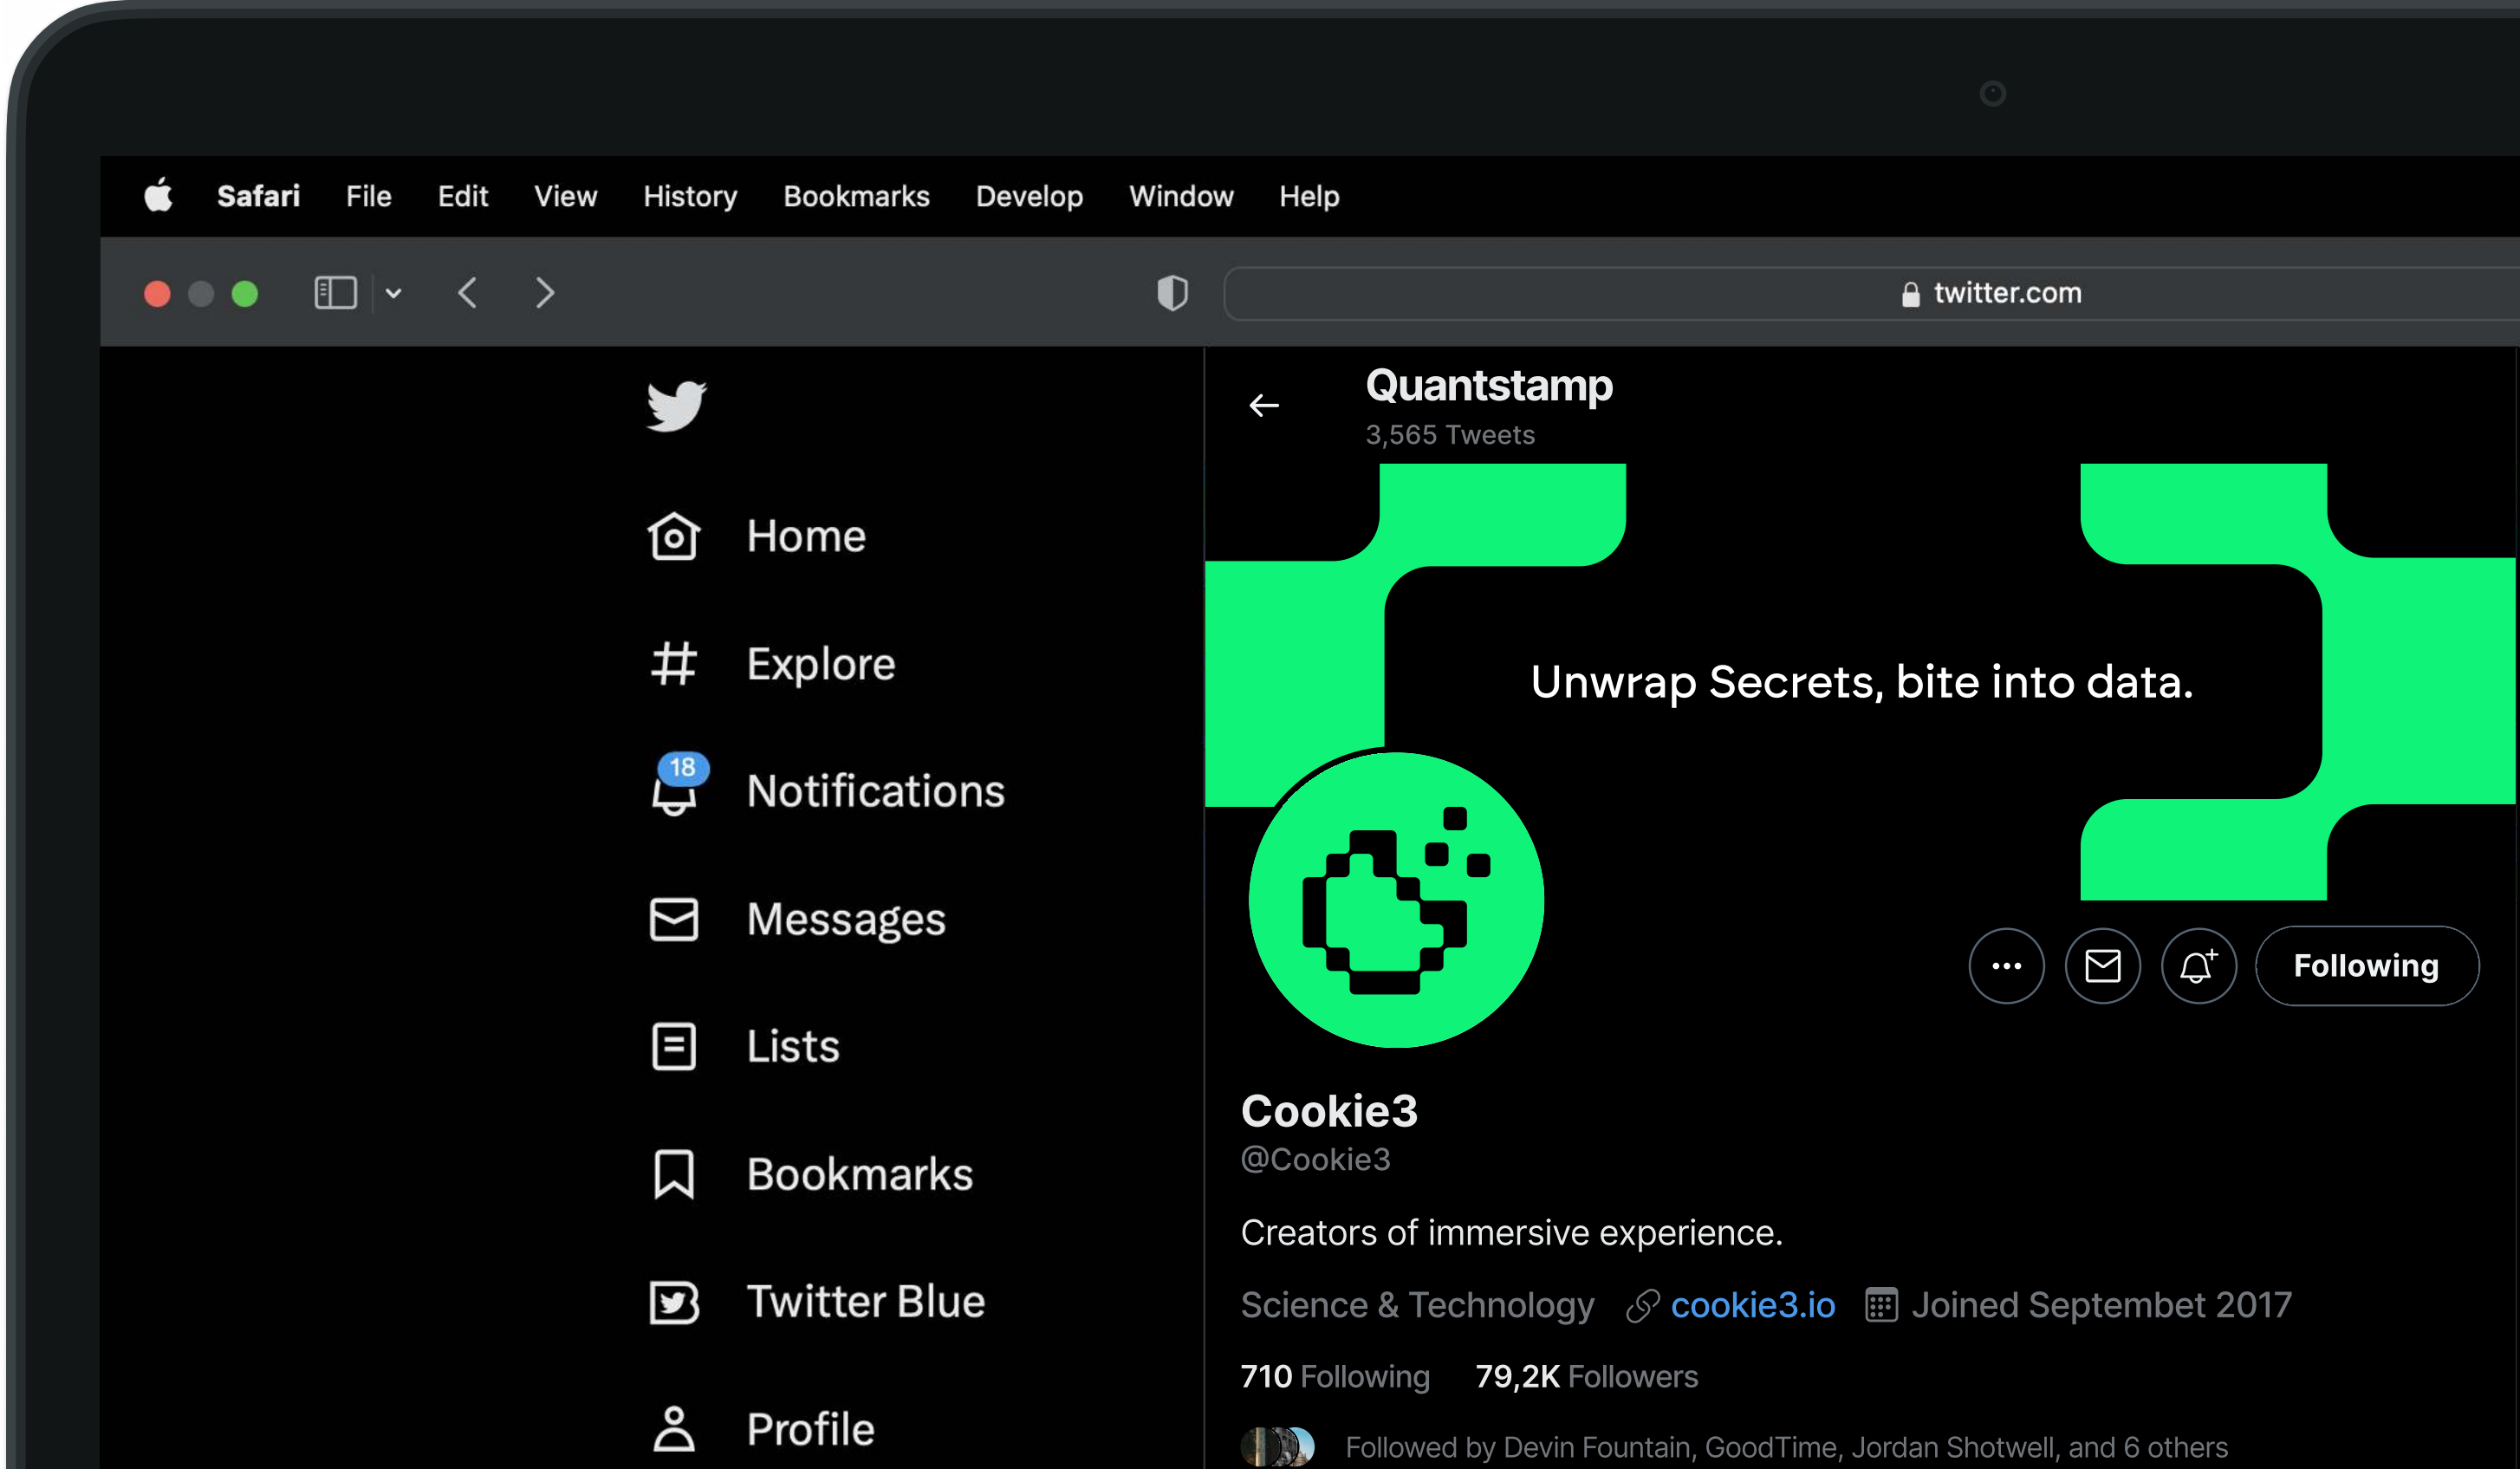 Safari File Edit View History Bookmarks Develop Window Help
twitter.com
Home
Explore
18
Notifications
Messages
Lists
Bookmarks
Twitter Blue
Profile
Quantstamp
3,565 Tweets
Unwrap Secrets, bite into data.
Following
Cookie3
@Cookie3
Creators of immersive experience.
Science & Technology cookie3.io Joined Septembet 2017
710 Following 79,2K Followers
Followed by Devin Fountain, GoodTime, Jordan Shotwell, and 6 others